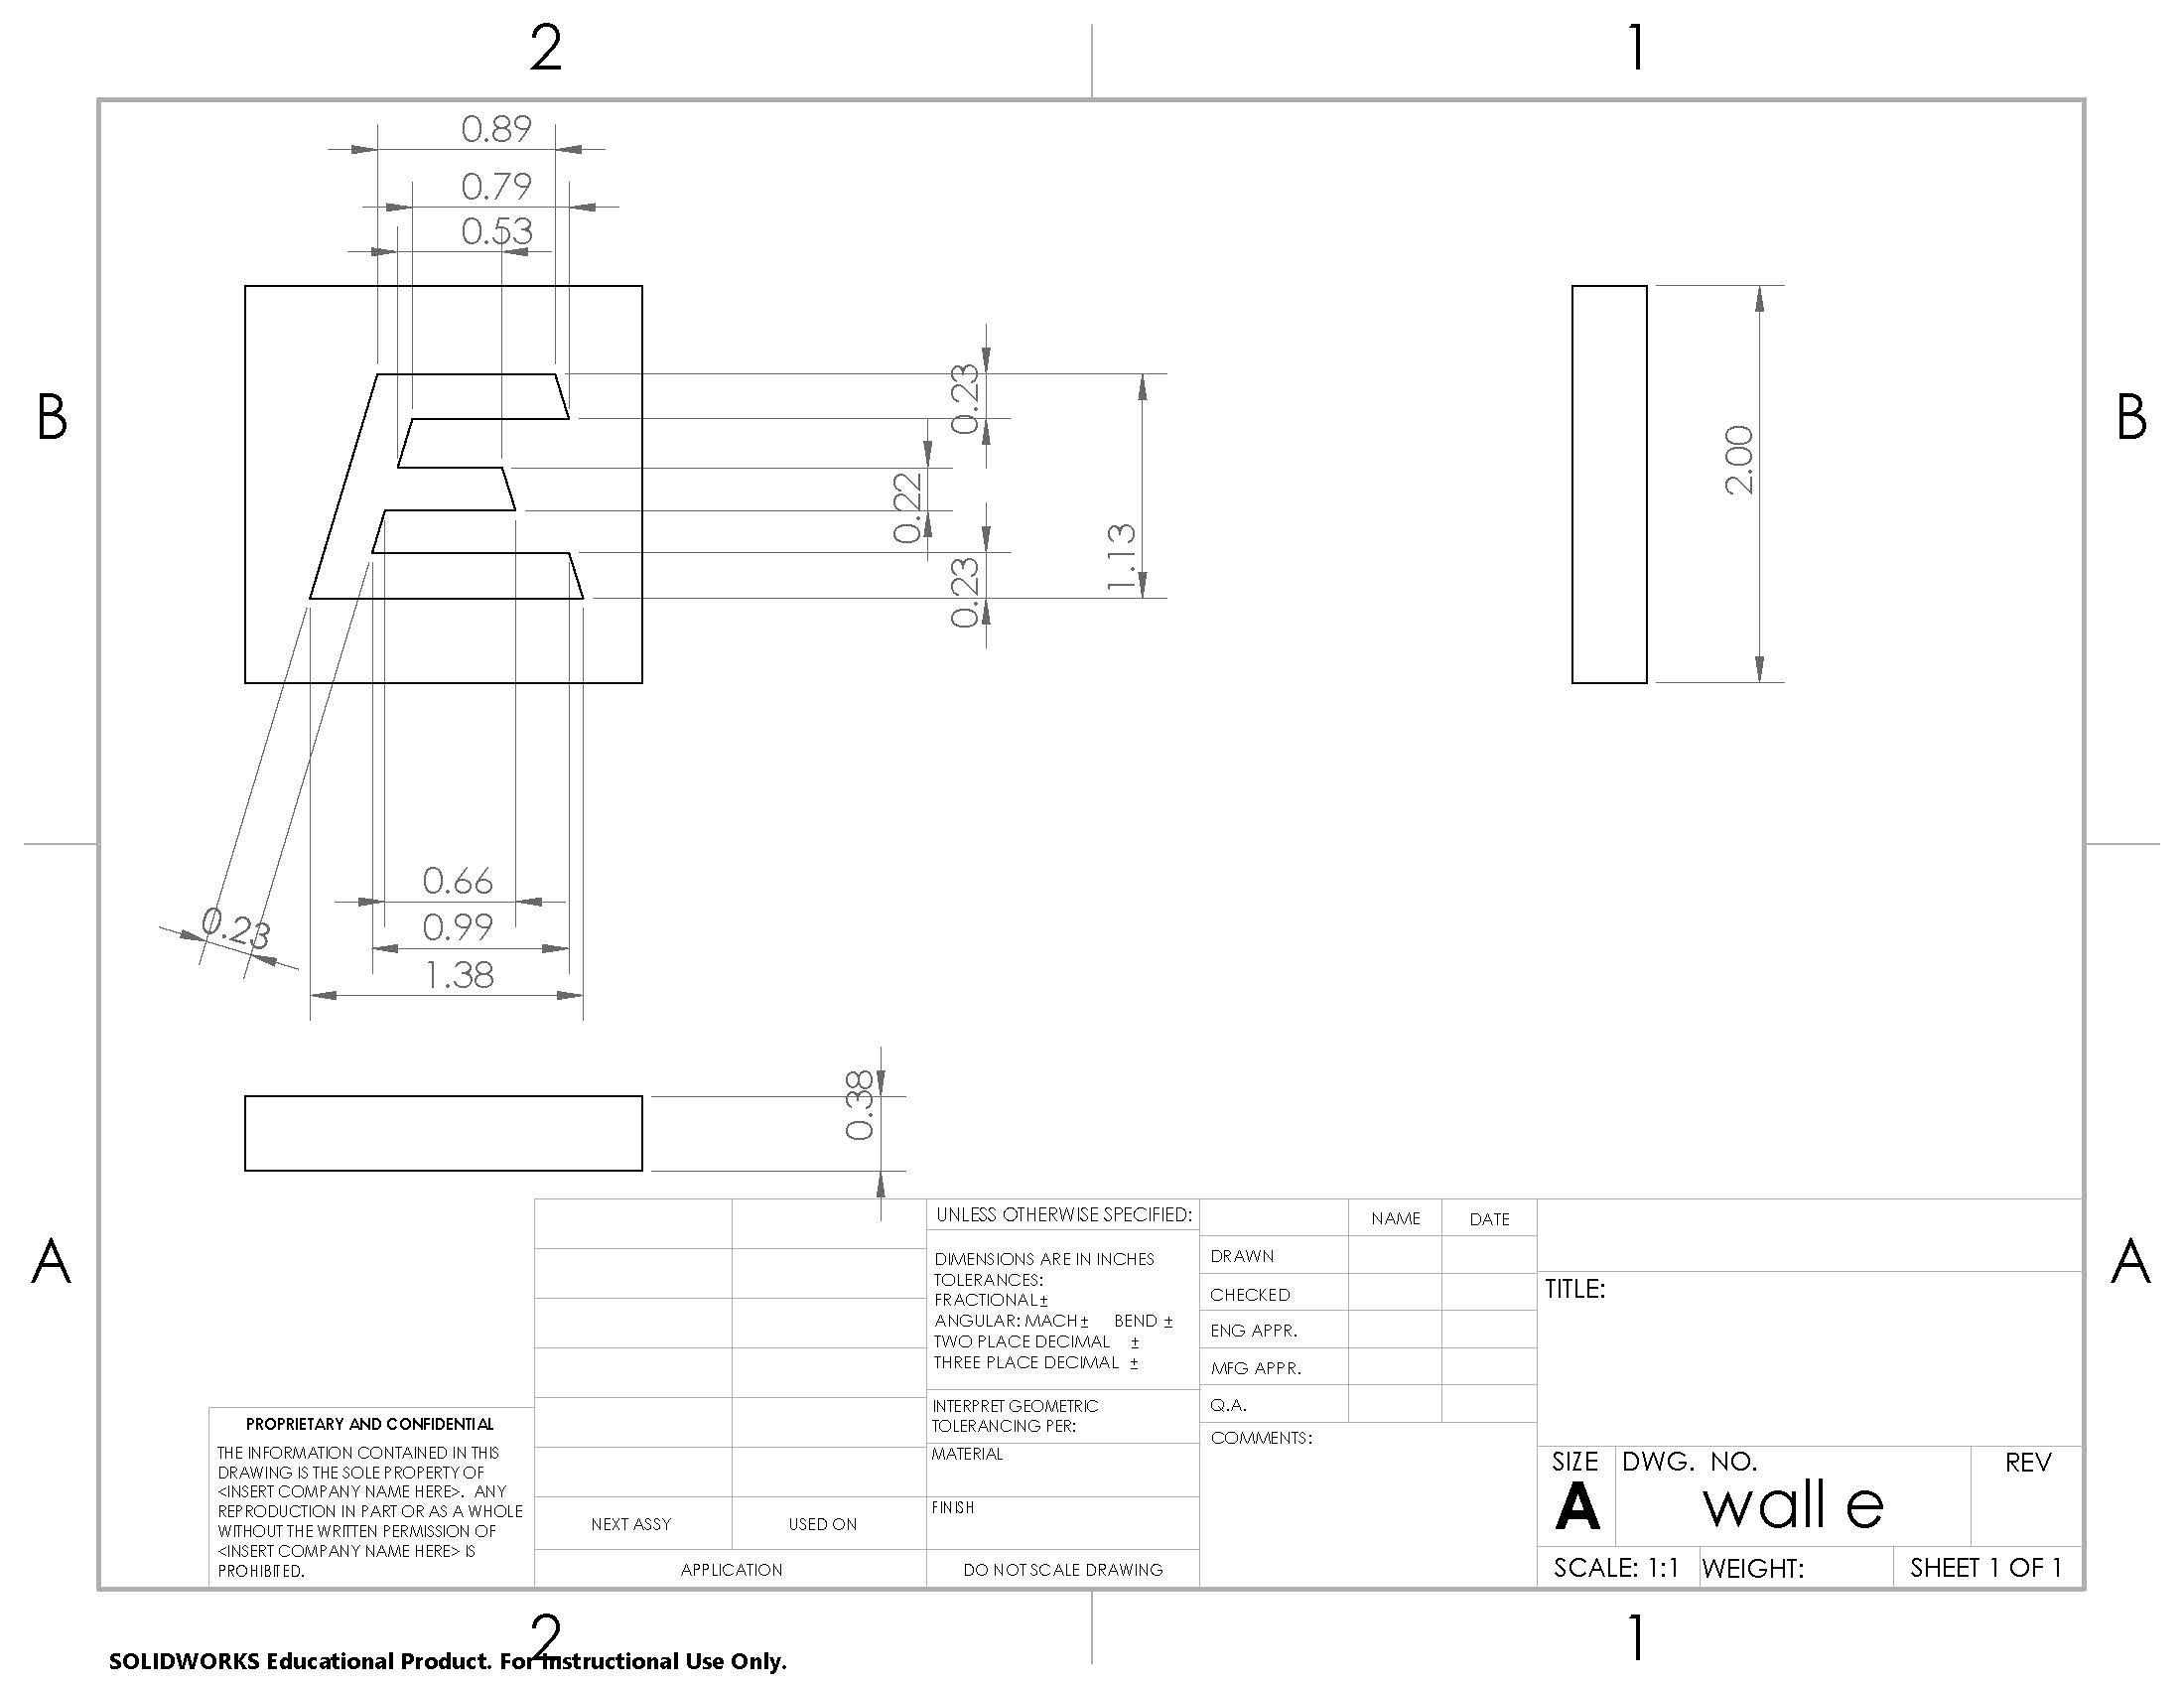 2
1
0.89
0.79
0.53
B
B
0.23
0.22
1.13
0.23
2.00
0.66
0.23
0.99
1.38
0.38
A
A
UNLESS OTHERWISE SPECIFIED:
DIMENSIONS ARE IN INCHES
TOLERANCES:
FRACTIONAL±
ANGULAR: MACH± BEND ±
TWO PLACE DECIMAL ±
THREE PLACE DECIMAL ±
INTERPRET GEOMETRIC
TOLERANCING PER:
MATERIAL
FINISH
DO NOT SCALE DRAWING
NAME DATE
DRAWN
CHECKED
ENG APPR.
MFG APPR.
Q.A.
COMMENTS:
TITLE:
SIZE DWG. NO. REV
A wall e
SCALE: 1:1 WEIGHT: SHEET 1 OF 1
PROPRIETARY AND CONFIDENTIAL
THE INFORMATION CONTAINED IN THIS
DRAWING IS THE SOLE PROPERTY OF
<INSERT COMPANY NAME HERE>. ANY
REPRODUCTION IN PART OR AS A WHOLE
WITHOUT THE WRITTEN PERMISSION OF
<INSERT COMPANY NAME HERE> IS
PROHIBITED.
NEXT ASSY USED ON
APPLICATION
2
1
SOLIDWORKS Educational Product. For Instructional Use Only.